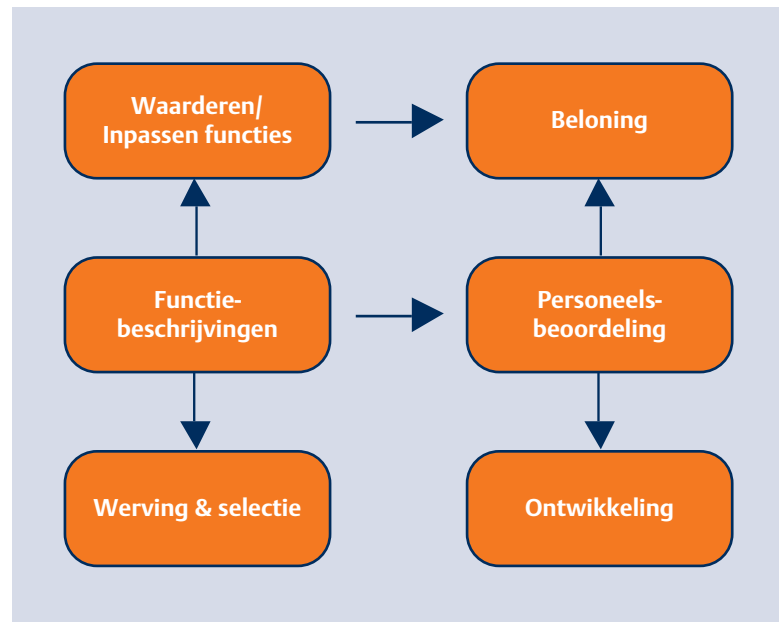 Waarderen/
Inpassen functies
Beloning
Functie-
beschrijvingen
Personeels-
beoordeling
Werving & selectie
Ontwikkeling